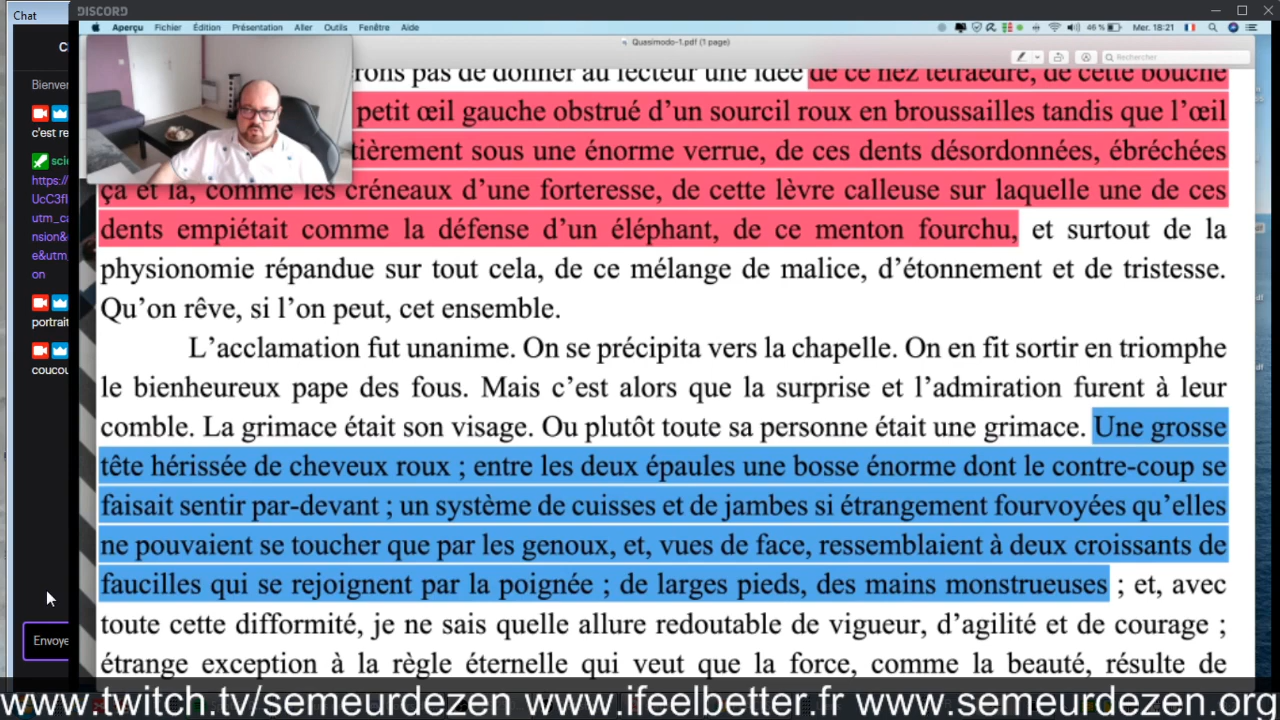 Chat
DISCORD
Aperçu Fichier Édition Présentation Aller Outils Fenêtre Aide
46 % Mer. 18:21
Quasimodo-1.pdf (1 page)
Rechercher
C
Bienver
c'est re
scie
https:/
UcC3fI
utm_ca
nsion&
e&utm_
on
portrait
coucou
Envoye
rons pas de donner au lecteur une idée de ce nez tétraèdre, de cette bouche
petit œil gauche obstrué d’un sourcil roux en broussailles tandis que l’œil
tièrement sous une énorme verrue, de ces dents désordonnées, ébréchées
ça et là, comme les créneaux d’une forteresse, de cette lèvre calleuse sur laquelle une de ces
dents empiétait comme la défense d’un éléphant, de ce menton fourchu, et surtout de la
physionomie répandue sur tout cela, de ce mélange de malice, d’étonnement et de tristesse.
Qu’on rêve, si l’on peut, cet ensemble.
L’acclamation fut unanine. On se précipita vers la chapelle. On en fit sortir en triomphe
le bienheureux pape des fous. Mais c’est alors que la surprise et l’admiration furent à leur
comble. La grimace était son visage. Ou plutôt toute sa personne était une grimace. Une grosse
tête hérissée de cheveux roux ; entre les deux épaules une bosse énorme dont le contre-coup se
faisait sentir par-devant ; un système de cuisses et de jambes si étrangement fourvoyées qu’elles
ne pouvaient se toucher que par les genoux, et, vues de face, ressemblaient à deux croissants de
faucilles qui se rejoignent par la poignée ; de larges pieds, des mains monstrueuses ; et, avec
toute cette difformité, je ne sais quelle allure redoutable de vigueur, d’agilité et de courage ;
étrange exception à la règle éternelle qui veut que la force, comme la beauté, résulte de
www.twitch.tv/semeurdezen www.ifeelbetter.fr www.semeurdezen.org